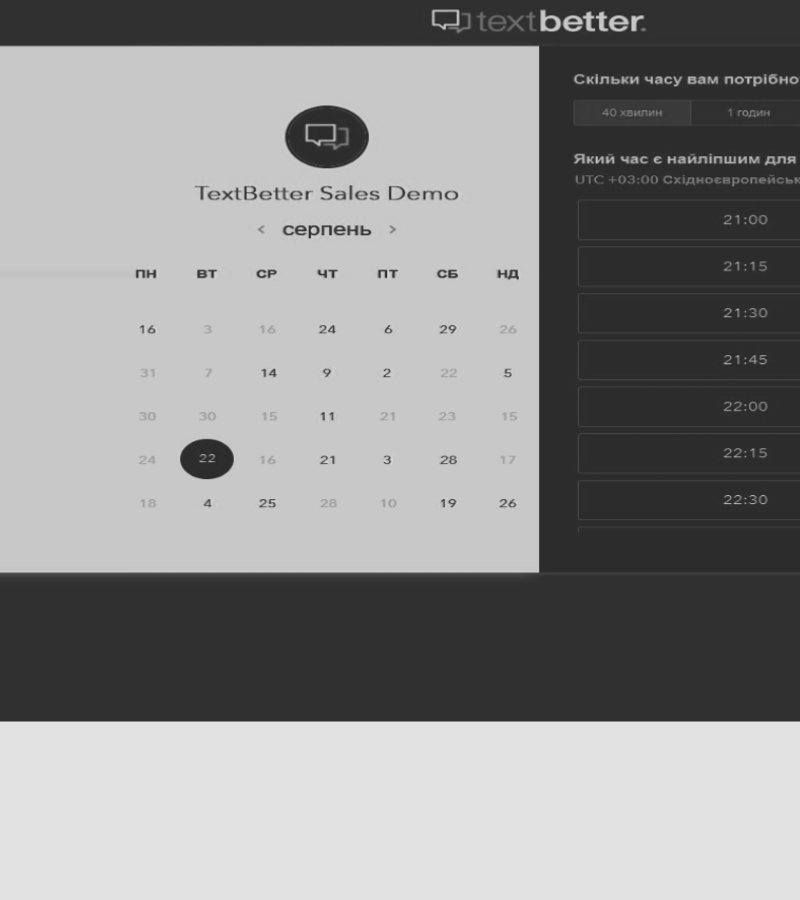 textbetter.
TextBetter Sales Demo
‹ серпень ›
ПН ВТ СР ЧТ ПТ СБ НД
16 3 16 24 6 29 26
31 7 14 9 2 22 5
30 30 15 11 21 23 15
24 22 16 21 3 28 17
18 4 25 28 10 19 26
Скільки часу вам потрібно
40 хвилин 1 годин
Який час є найліпшим для
UTC +03:00
21:00
21:15
21:30
21:45
22:00
22:15
22:30